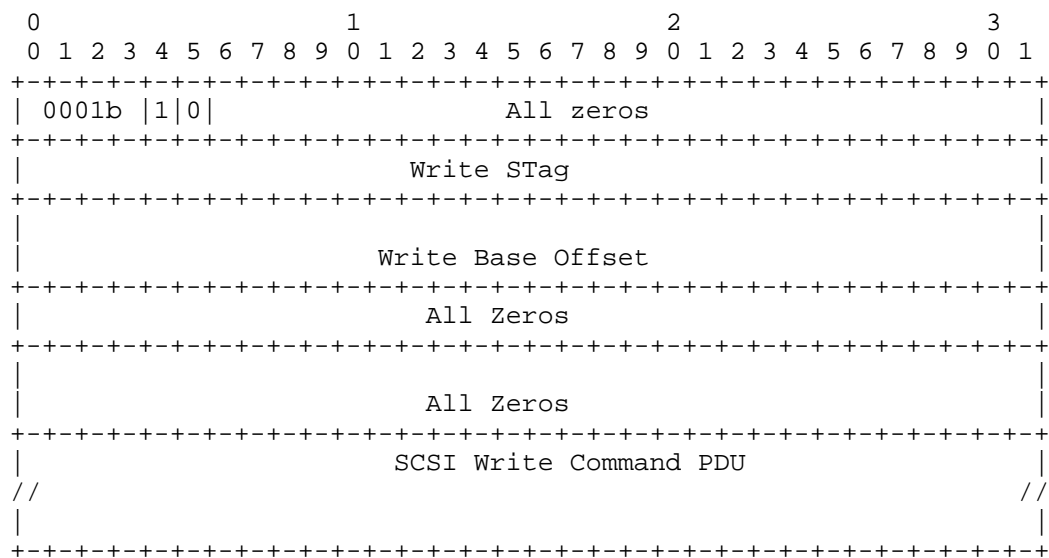 0                   1                   2                   3
 0 1 2 3 4 5 6 7 8 9 0 1 2 3 4 5 6 7 8 9 0 1 2 3 4 5 6 7 8 9 0 1
+-+-+-+-+-+-+-+-+-+-+-+-+-+-+-+-+-+-+-+-+-+-+-+-+-+-+-+-+-+-+-+-+
| 0001b |1|0|                  All zeros                        |
+-+-+-+-+-+-+-+-+-+-+-+-+-+-+-+-+-+-+-+-+-+-+-+-+-+-+-+-+-+-+-+-+
|                        Write STag                             |
+-+-+-+-+-+-+-+-+-+-+-+-+-+-+-+-+-+-+-+-+-+-+-+-+-+-+-+-+-+-+-+-+
|                                                               |
|                      Write Base Offset                        |
+-+-+-+-+-+-+-+-+-+-+-+-+-+-+-+-+-+-+-+-+-+-+-+-+-+-+-+-+-+-+-+-+
|                         All Zeros                             |
+-+-+-+-+-+-+-+-+-+-+-+-+-+-+-+-+-+-+-+-+-+-+-+-+-+-+-+-+-+-+-+-+
|                                                               |
|                         All Zeros                             |
+-+-+-+-+-+-+-+-+-+-+-+-+-+-+-+-+-+-+-+-+-+-+-+-+-+-+-+-+-+-+-+-+
|                       SCSI Write Command PDU                  |
//                                                             //
|                                                               |
+-+-+-+-+-+-+-+-+-+-+-+-+-+-+-+-+-+-+-+-+-+-+-+-+-+-+-+-+-+-+-+-+